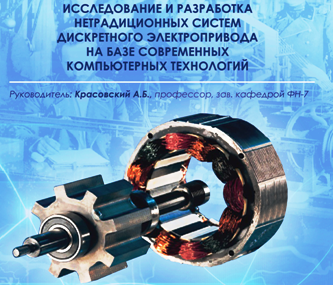 ИССЛЕДОВАНИЕ И РАЗРАБОТКА
НЕТРАДИЦИОННЫХ СИСТЕМ
ДИСКРЕТНОГО ЭЛЕКТРОПРИВОДА
НА БАЗЕ СОВРЕМЕННЫХ
КОМПЬЮТЕРНЫХ ТЕХНОЛОГИЙ
Руководитель: Красовский А.Б., профессор, зав. кафедрой ФН-7